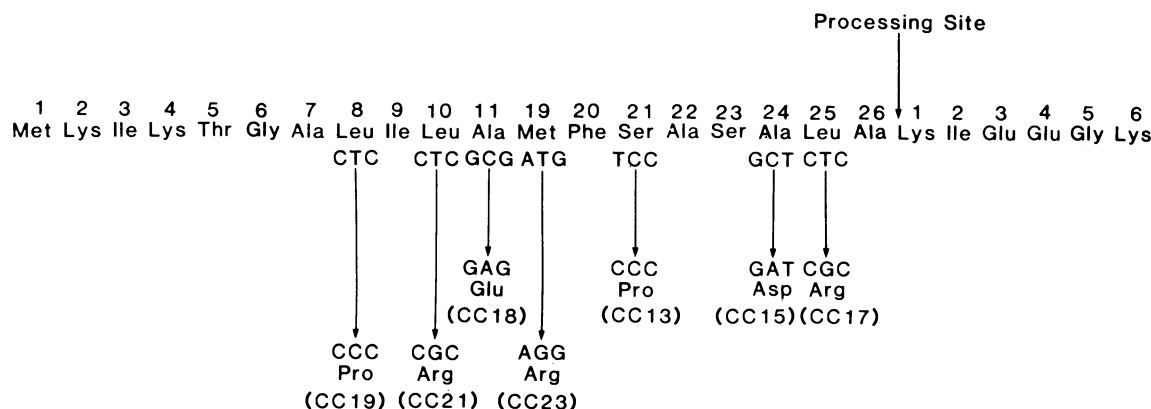 Processing Site
1 2 3 4 5 6 7 8 9 10 11 19 20 21 22 23 24 25 26 1 2 3 4 5 6
Met Lys Ile Lys Thr Gly Ala Leu Ile Leu Ala Met Phe Ser Ala Ser Ala Leu Ala Lys Ile Glu Glu Gly Lys
CTC CTC GCG ATG TCC GCT CTC
GAG CCC GAT CGC
Glu Pro Asp Arg
(CC18) (CC13) (CC15) (CC17)
CCC CGC AGG
Pro Arg Arg
(CC19) (CC21) (CC23)